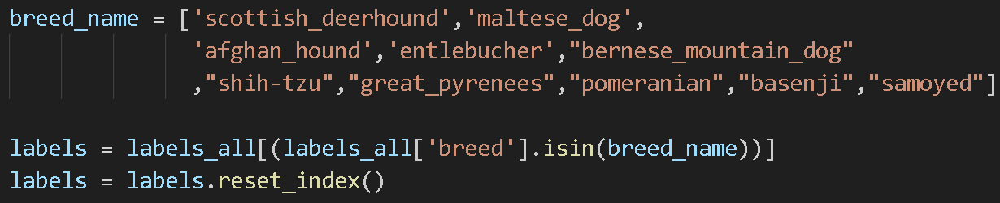 breed_name = ['scottish_deerhound','maltese_dog',
'afghan_hound','entlebucher',"bernese_mountain_dog"
,"shih-tzu","great_pyrenees","pomeranian","basenji","samoyed"]
labels = labels_all[(labels_all['breed'].isin(breed_name))]
labels = labels.reset_index()